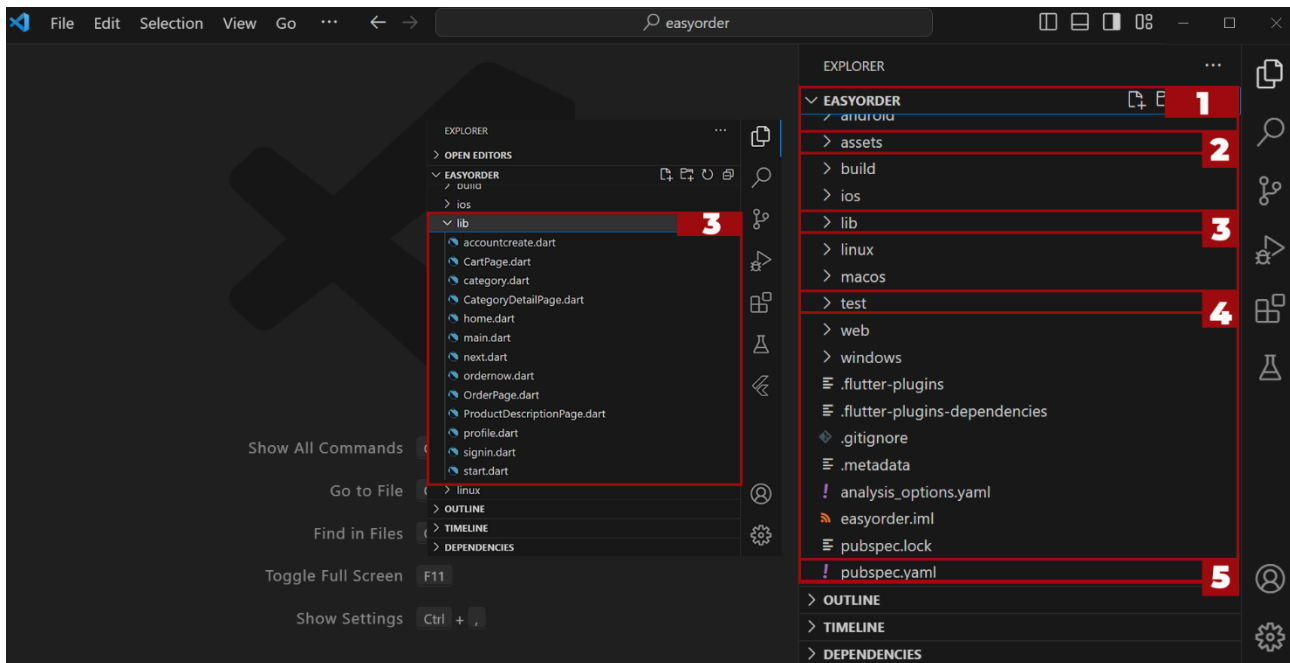 File Edit Selection View Go ··· easyorder
EXPLORER ···
EASYORDER 1
android
assets 2
build
ios
lib 3
linux
macos
test 4
web
windows
.flutter-plugins
.flutter-plugins-dependencies
.gitignore
.metadata
analysis_options.yaml
easyorder.iml
pubspec.lock
pubspec.yaml 5
OUTLINE
TIMELINE
DEPENDENCIES
EXPLORER ···
OPEN EDITORS
EASYORDER
build
ios
lib 3
accountcreate.dart
CartPage.dart
category.dart
CategoryDetailPage.dart
home.dart
main.dart
next.dart
ordernow.dart
OrderPage.dart
ProductDescriptionPage.dart
profile.dart
signin.dart
start.dart
linux
OUTLINE
TIMELINE
DEPENDENCIES
Show All Commands
Go to File
Find in Files
Toggle Full Screen F11
Show Settings Ctrl + ,